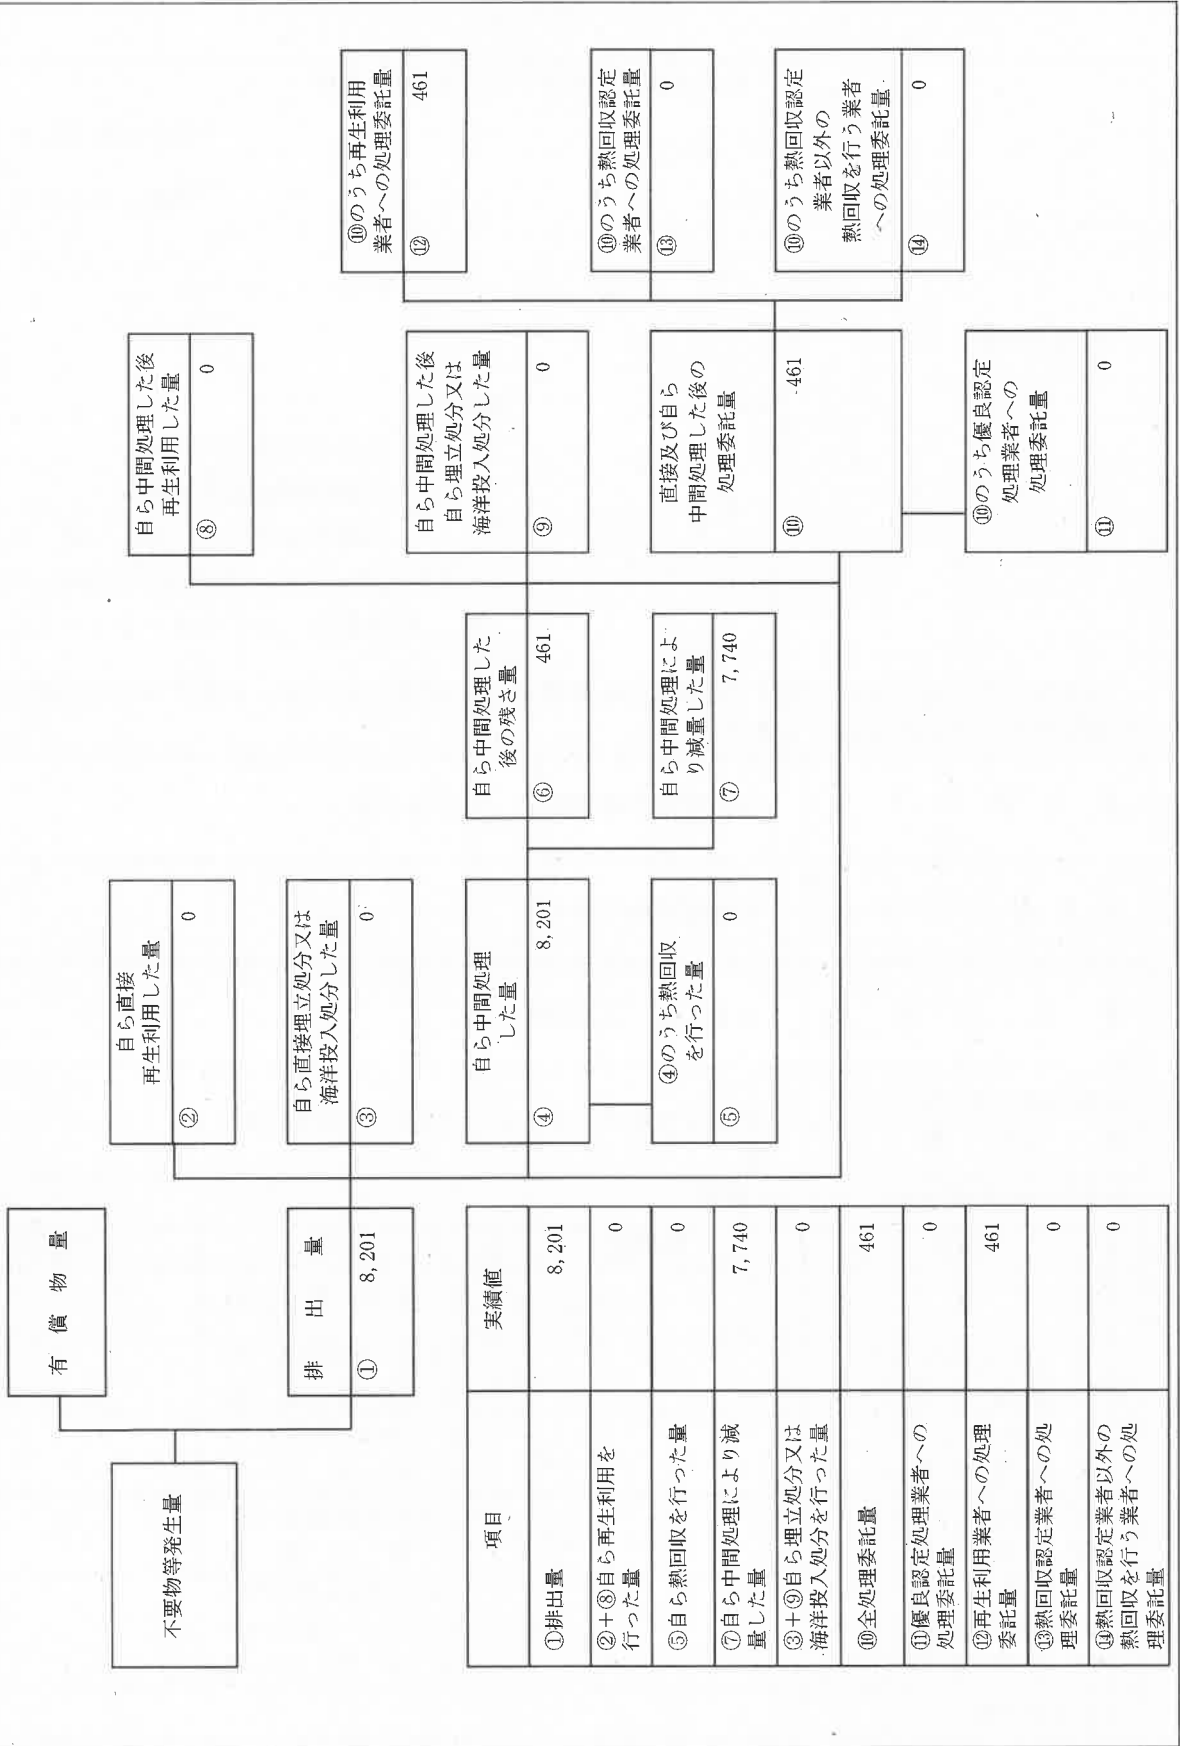 不要物等発生量
有償物量
排出量
① 8,201
自ら直接
再生利用した量
② 0
自ら直接埋立処分又は
海洋投入処分した量
③ 0
自ら中間処理
した量
④ 8,201
④のうち熱回収
を行った量
⑤ 0
自ら中間処理した
後の残さ量
⑥ 461
自ら中間処理によ
り減量した量
⑦ 7,740
自ら中間処理した後
再生利用した量
⑧ 0
自ら中間処理した後
自ら埋立処分又は
海洋投入処分した量
⑨ 0
直接及び自ら
中間処理した後の
処理委託量
⑩ 461
⑩のうち優良認定
処理業者への
処理委託量
⑪ 0
⑩のうち再生利用
業者への処理委託量
⑫ 461
⑩のうち熱回収認定
業者への処理委託量
⑬ 0
⑩のうち熱回収認定
業者以外の
熱回収を行う業者
への処理委託量
⑭ 0
項目 実績値
①排出量 8,201
②+⑧自ら再生利用を
行った量 0
⑤自ら熱回収を行った量 0
⑦自ら中間処理により減
量した量 7,740
③+⑨自ら埋立処分又は
海洋投入処分を行った量 0
⑩全処理委託量 461
⑪優良認定処理業者への
処理委託量 0
⑫再生利用業者への処理
委託量 461
⑬熱回収認定業者への処
理委託量 0
⑭熱回収認定業者以外の
熱回収を行う業者への処
理委託量 0